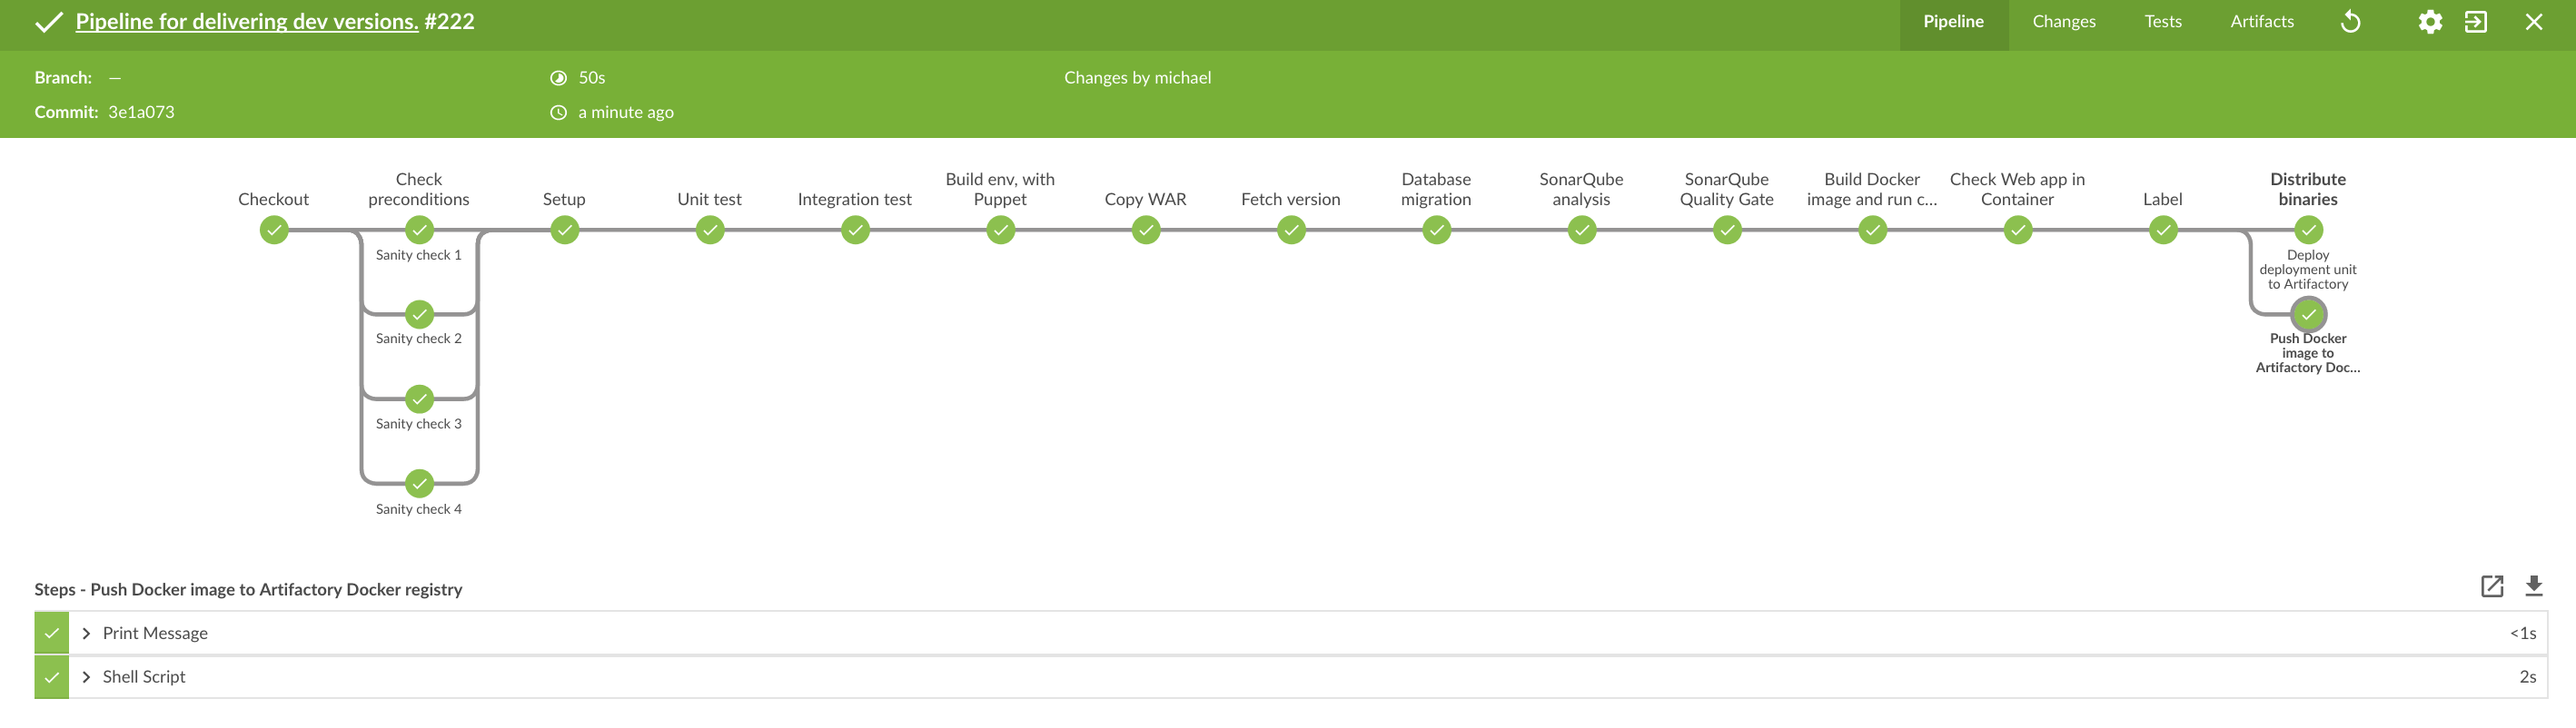 Pipeline for delivering dev versions. #222
Pipeline
Changes
Tests
Artifacts
Branch: —
50s
Changes by michael
Commit: 3e1a073
a minute ago
Checkout
Check
preconditions
Setup
Unit test
Integration test
Build env, with
Puppet
Copy WAR
Fetch version
Database
migration
SonarQube
analysis
SonarQube
Quality Gate
Build Docker
image and run c...
Check Web app in
Container
Label
Distribute
binaries
Sanity check 1
Sanity check 2
Sanity check 3
Sanity check 4
Deploy
deployment unit
to Artifactory
Push Docker
image to
Artifactory Doc...
Steps - Push Docker image to Artifactory Docker registry
Print Message
<1s
Shell Script
2s